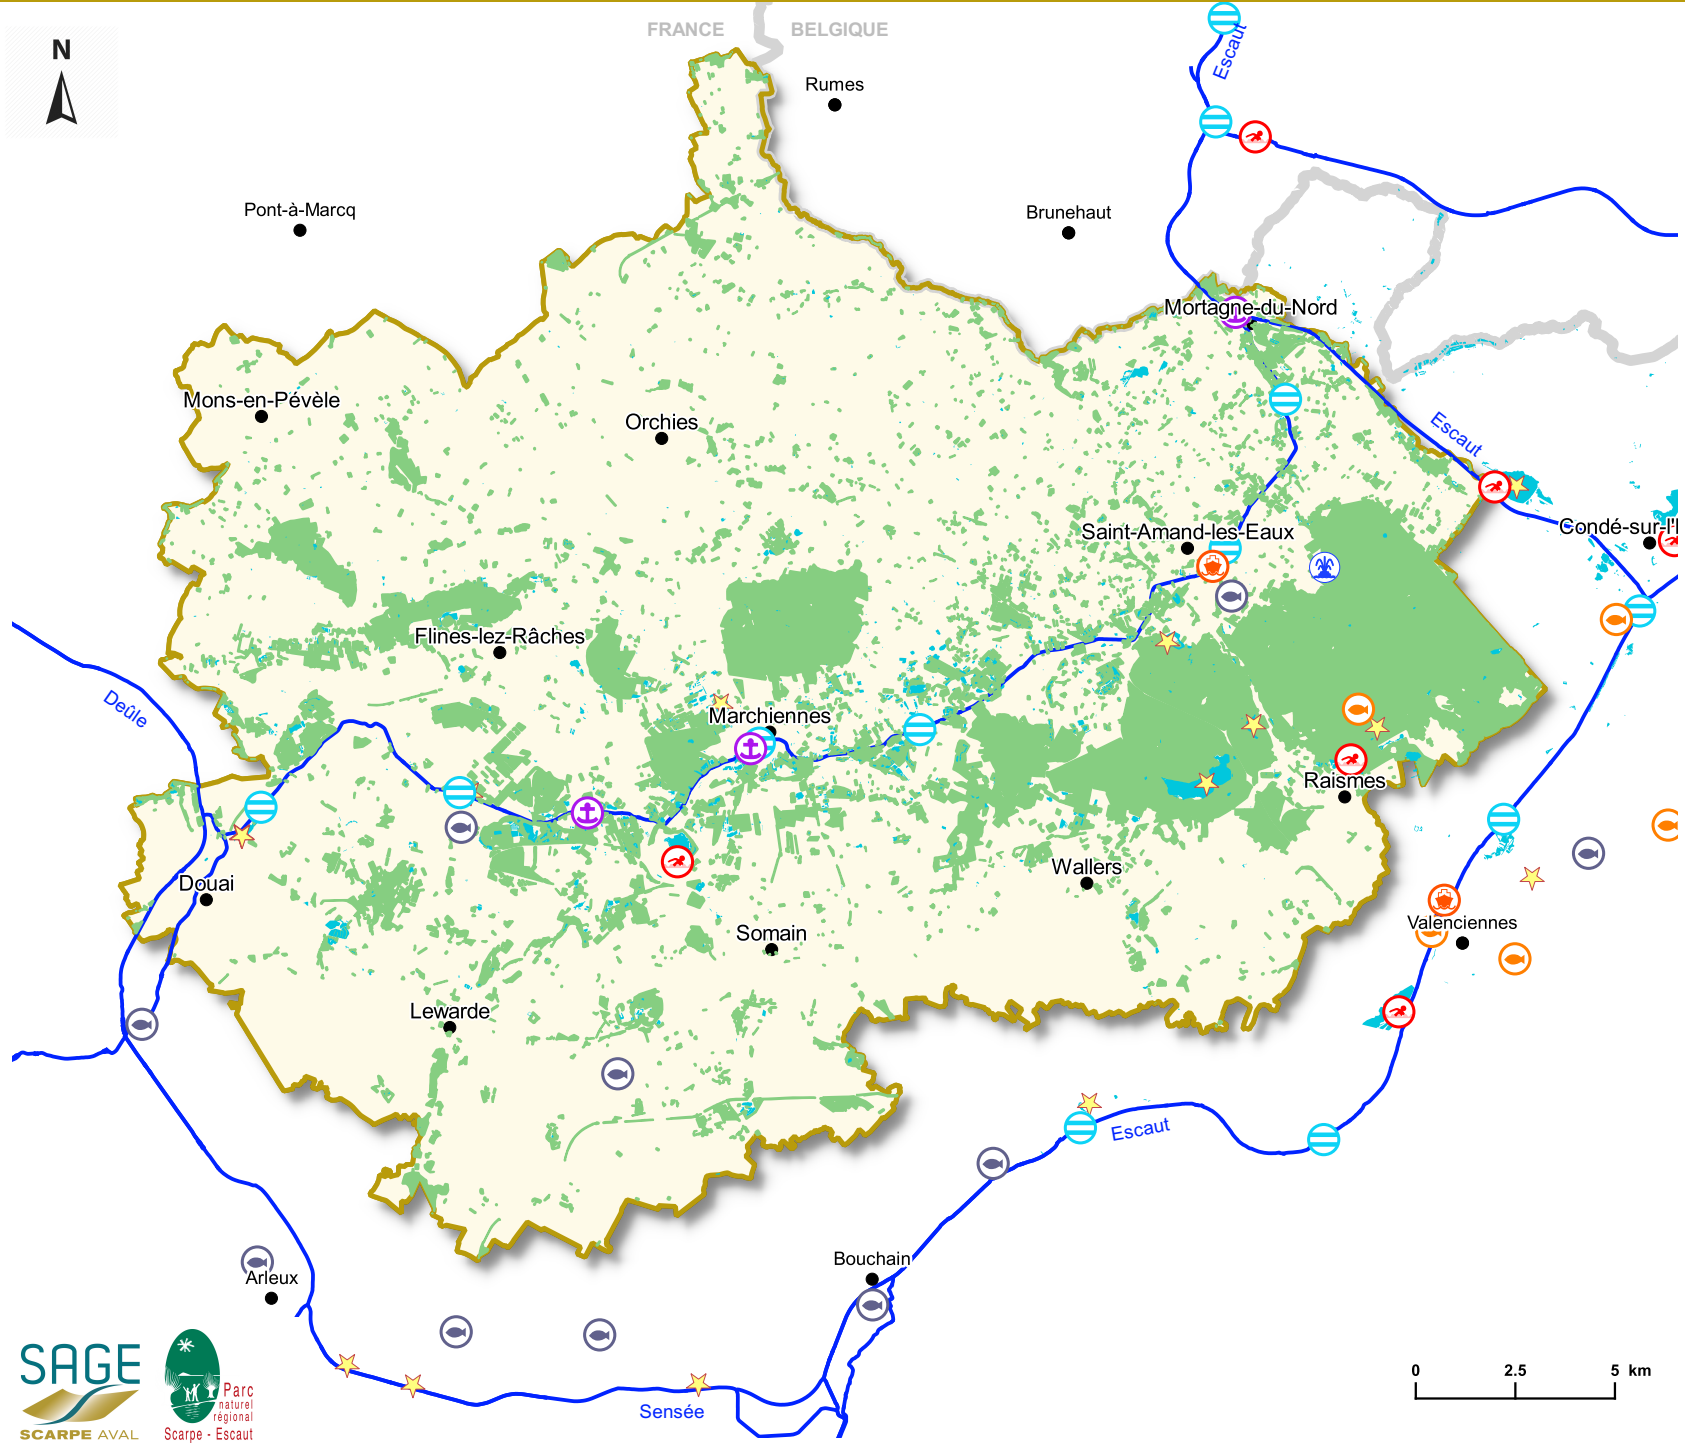 FRANCE
BELGIQUE
N
Escaut
Rumes
Pont-à-Marcq
Brunehaut
Mortagne-du-Nord
Mons-en-Pévèle
Orchies
Escaut
Saint-Amand-les-Eaux
Condé-sur-l'
Flines-lez-Râches
Deûle
Marchiennes
Raismes
Douai
Wallers
Somain
Valenciennes
Lewarde
Escaut
Arleux
Bouchain
Sensée
SAGE
SCARPE AVAL
Parc
naturel
régional
Scarpe - Escaut
0 2.5 5 km